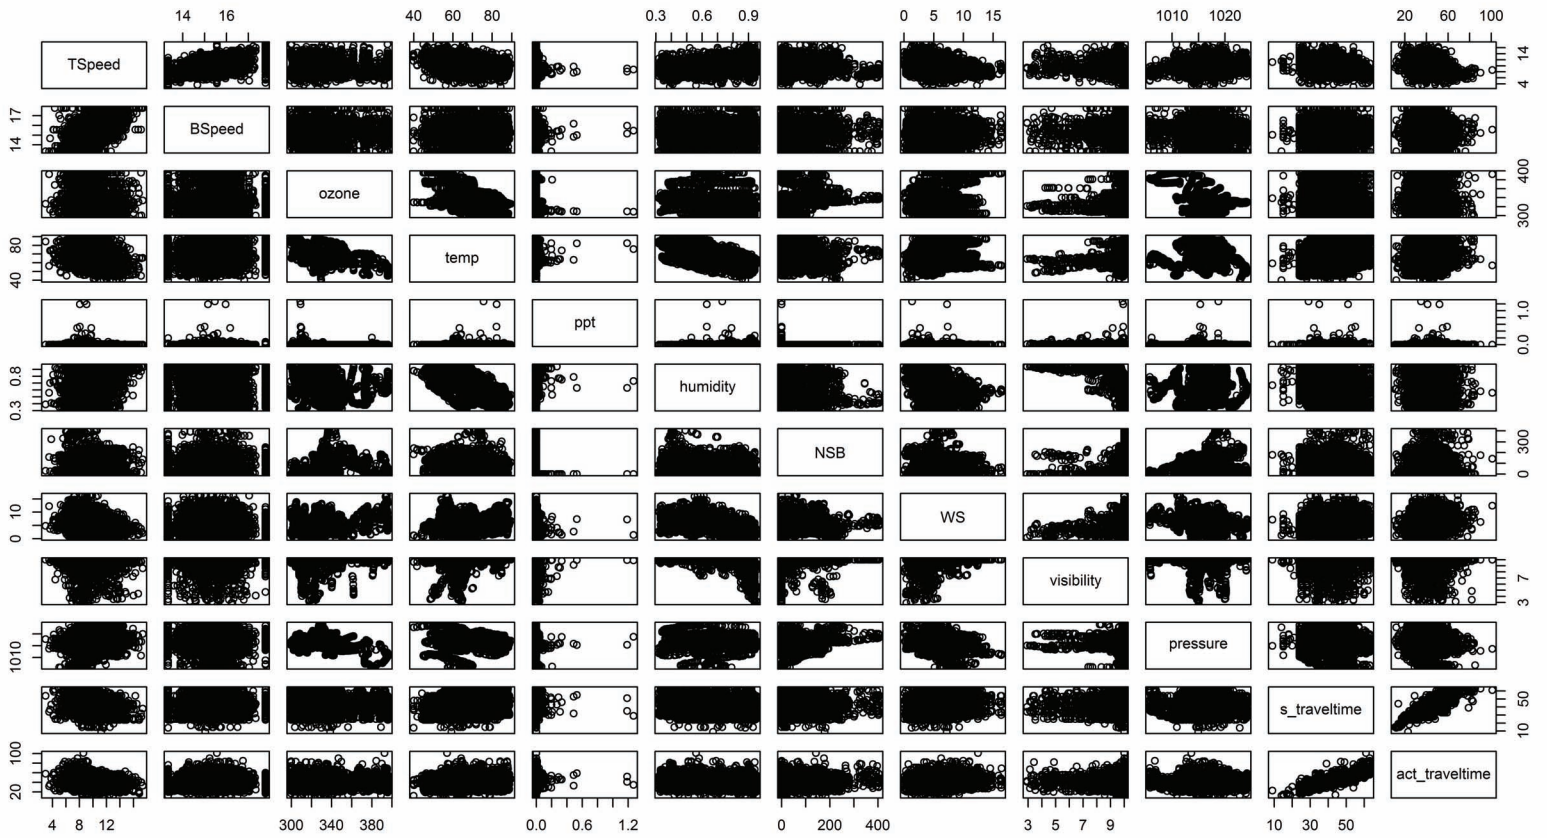 14 16 40 60 80 0.3 0.6 0.9 0 5 10 15 1010 1020 20 60 100
TSpeed 4 14
14 17 BSpeed
ozone 300 400
40 80 temp
ppt 0.0 1.0
0.3 0.8 humidity
NSB 0 300
0 10 WS
visibility 3 7
1010 pressure
s_traveltime 10 50
20 100 act_traveltime
4 8 12 300 340 380 0.0 0.6 1.2 0 200 400 3 5 7 9 10 30 50